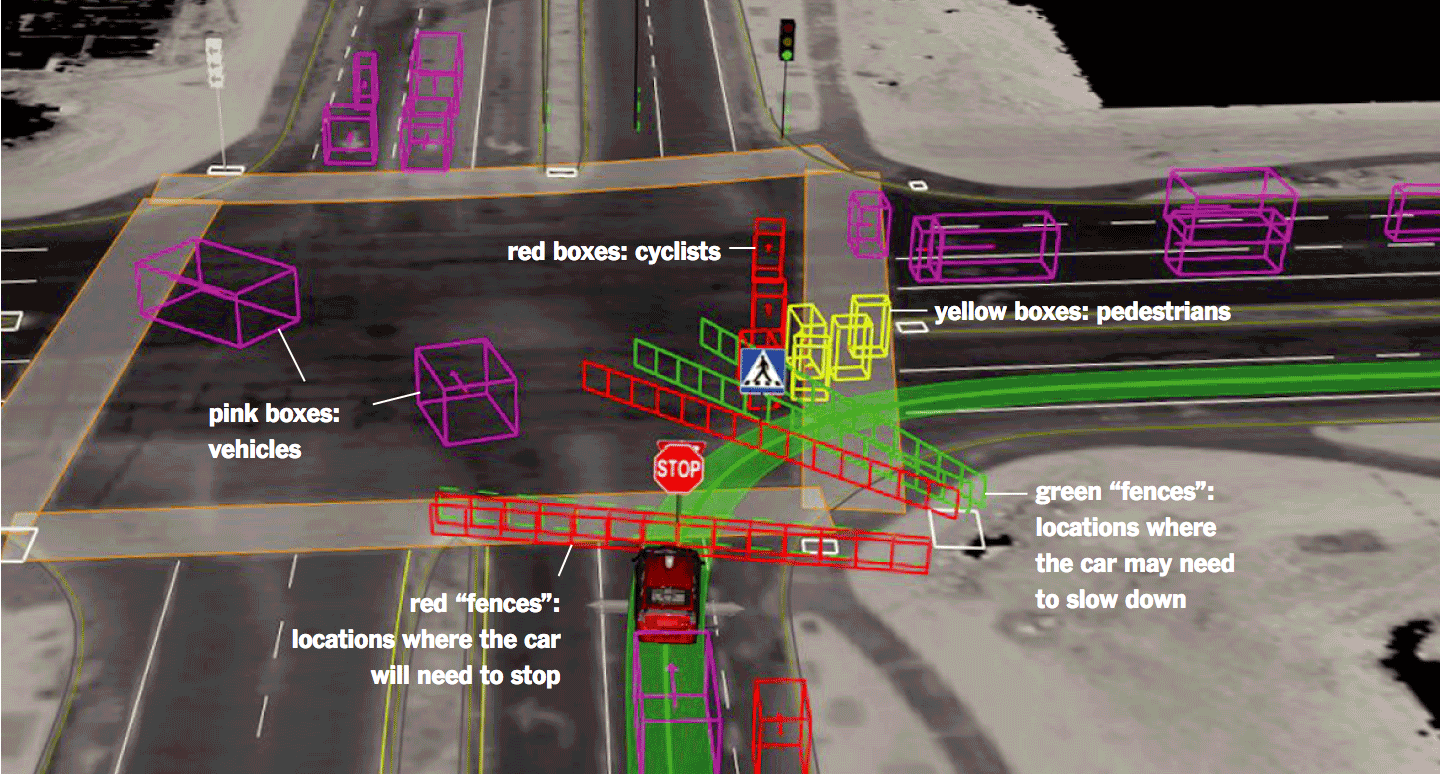 red boxes: cyclists
yellow boxes: pedestrians
pink boxes:
vehicles
STOP
green “fences”:
locations where
the car may need
to slow down
red “fences”:
locations where the car
will need to stop